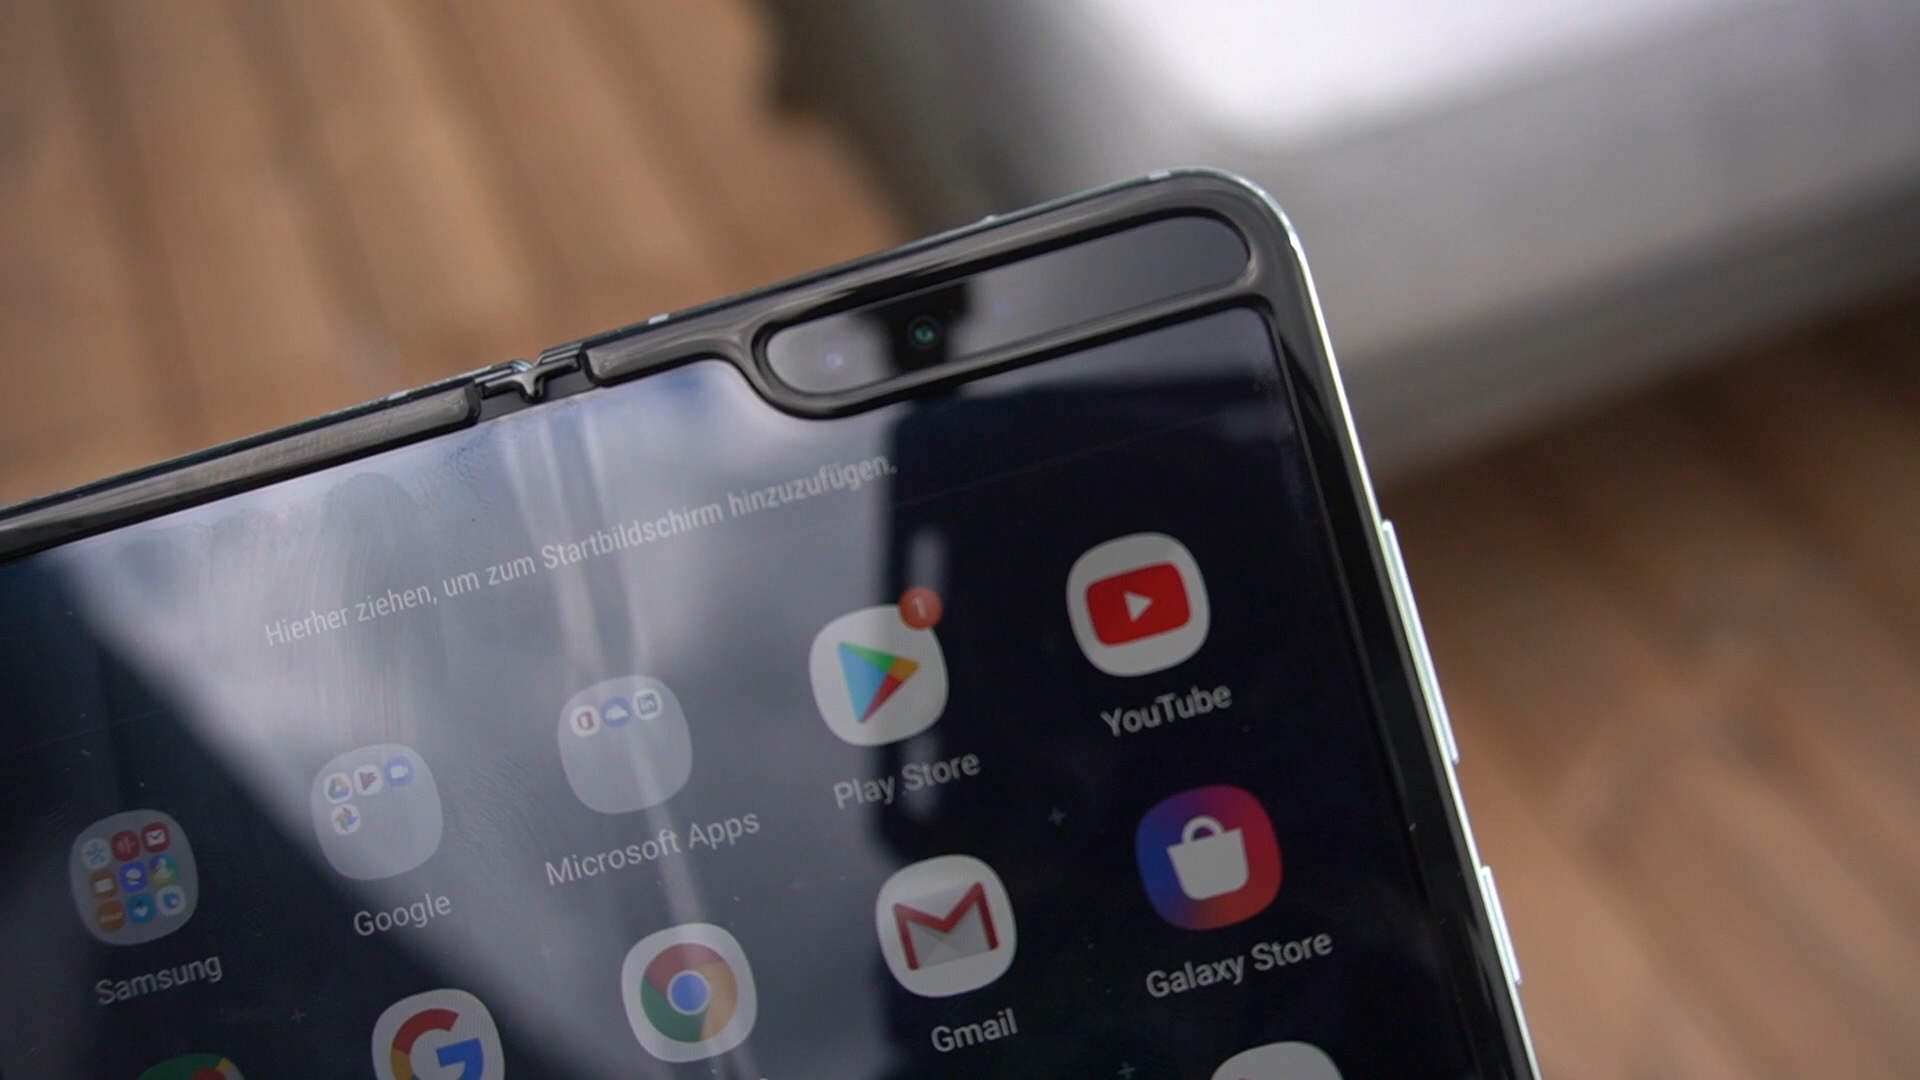 Hierher ziehen, um zum Startbildschirm hinzuzufügen.
1
YouTube
Play Store
Microsoft Apps
Google
Samsung
Galaxy Store
Gmail